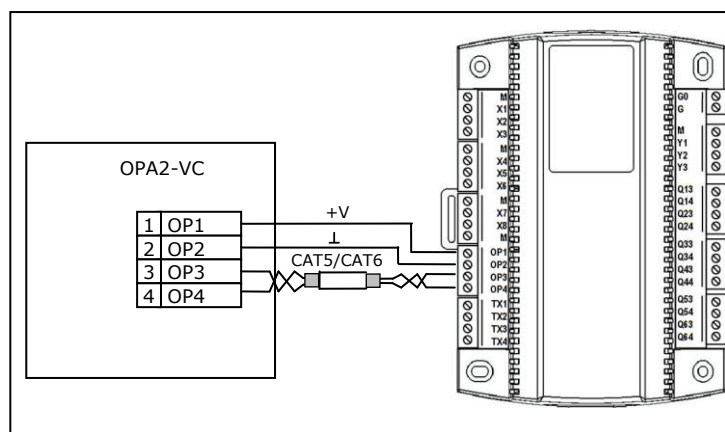 OPA2-VC
1 OP1
2 OP2
3 OP3
4 OP4
+V
⊥
CAT5/CAT6
M
X1
X2
X3
M
X4
X5
X6
M
X7
X8
M
OP1
OP2
OP3
OP4
TX1
TX2
TX3
TX4
G0
G
M
Y1
Y2
Y3
Q13
Q14
Q23
Q24
Q33
Q34
Q43
Q44
Q53
Q54
Q63
Q64